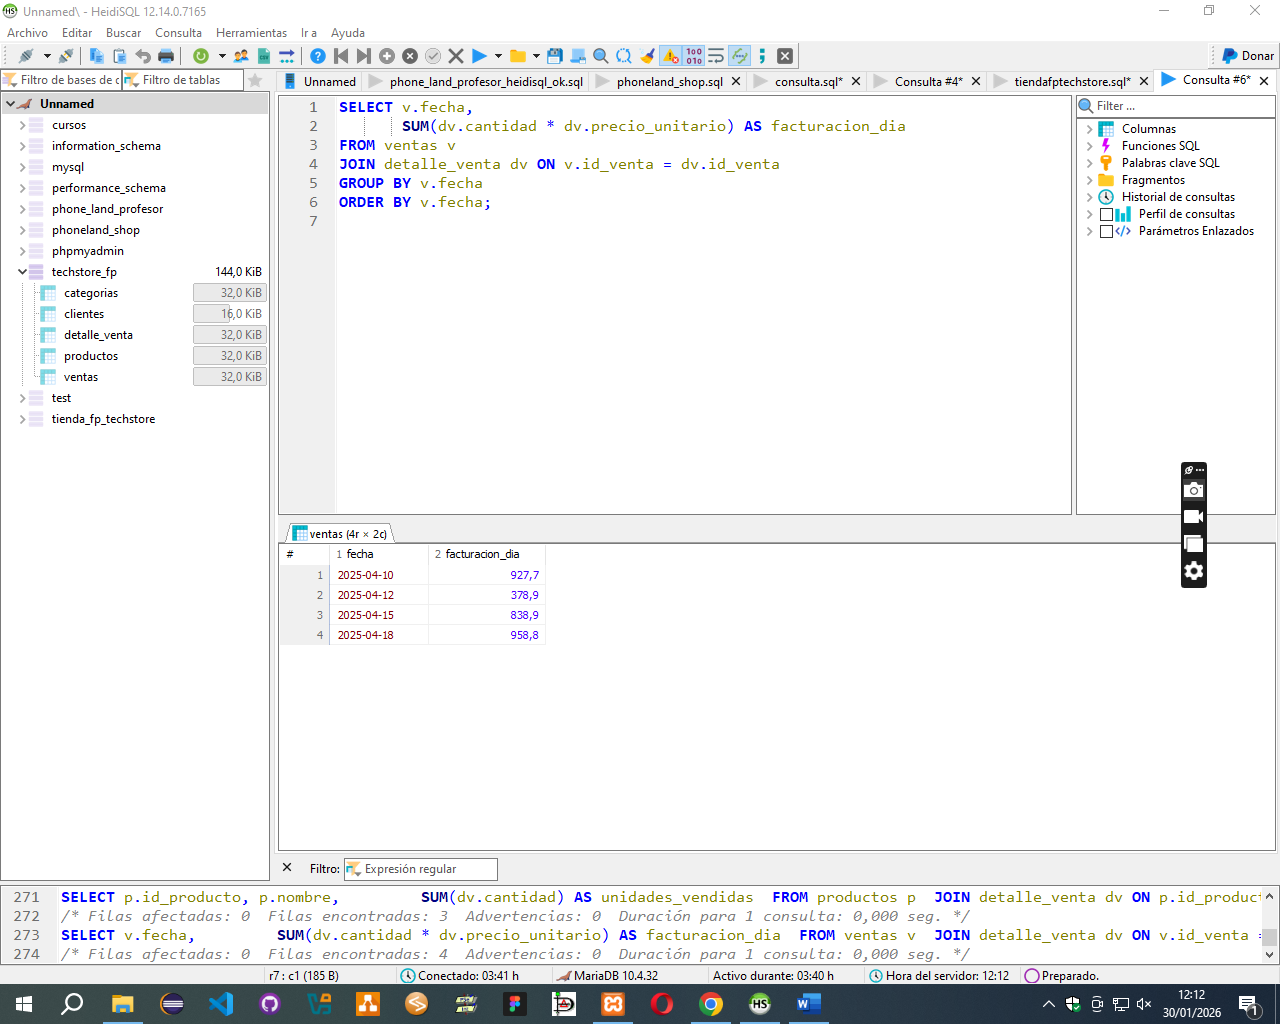 Unnamed\ - HeidiSQL 12.14.0.7165
Archivo Editar Buscar Consulta Herramientas Ir a Ayuda
Donar
Filtro de bases de d Filtro de tablas
Unnamed phone_land_profesor_heidisql_ok.sql phoneland_shop.sql consulta.sql* Consulta #4* tiendafptechstore.sql* Consulta #6*
Unnamed
cursos
information_schema
mysql
performance_schema
phone_land_profesor
phoneland_shop
phpmyadmin
techstore_fp 144,0 KiB
categorias 32,0 KiB
clientes 16,0 KiB
detalle_venta 32,0 KiB
productos 32,0 KiB
ventas 32,0 KiB
test
tienda_fp_techstore
1 SELECT v.fecha,
2 SUM(dv.cantidad * dv.precio_unitario) AS facturacion_dia
3 FROM ventas v
4 JOIN detalle_venta dv ON v.id_venta = dv.id_venta
5 GROUP BY v.fecha
6 ORDER BY v.fecha;
7
Filter ...
Columnas
Funciones SQL
Palabras clave SQL
Fragmentos
Historial de consultas
Perfil de consultas
Parámetros Enlazados
ventas (4r × 2c)
# 1 fecha 2 facturacion_dia
1 2025-04-10 927,7
2 2025-04-12 378,9
3 2025-04-15 838,9
4 2025-04-18 958,8
Filtro: Expresión regular
271 SELECT p.id_producto, p.nombre, SUM(dv.cantidad) AS unidades_vendidas FROM productos p JOIN detalle_venta dv ON p.id_product
272 /* Filas afectadas: 0 Filas encontradas: 3 Advertencias: 0 Duración para 1 consulta: 0,000 seg. */
273 SELECT v.fecha, SUM(dv.cantidad * dv.precio_unitario) AS facturacion_dia FROM ventas v JOIN detalle_venta dv ON v.id_venta =
274 /* Filas afectadas: 0 Filas encontradas: 4 Advertencias: 0 Duración para 1 consulta: 0,000 seg. */
r7 : c1 (185 B) Conectado: 03:41 h MariaDB 10.4.32 Activo durante: 03:40 h Hora del servidor: 12:12 Preparado.
12:12
30/01/2026
1